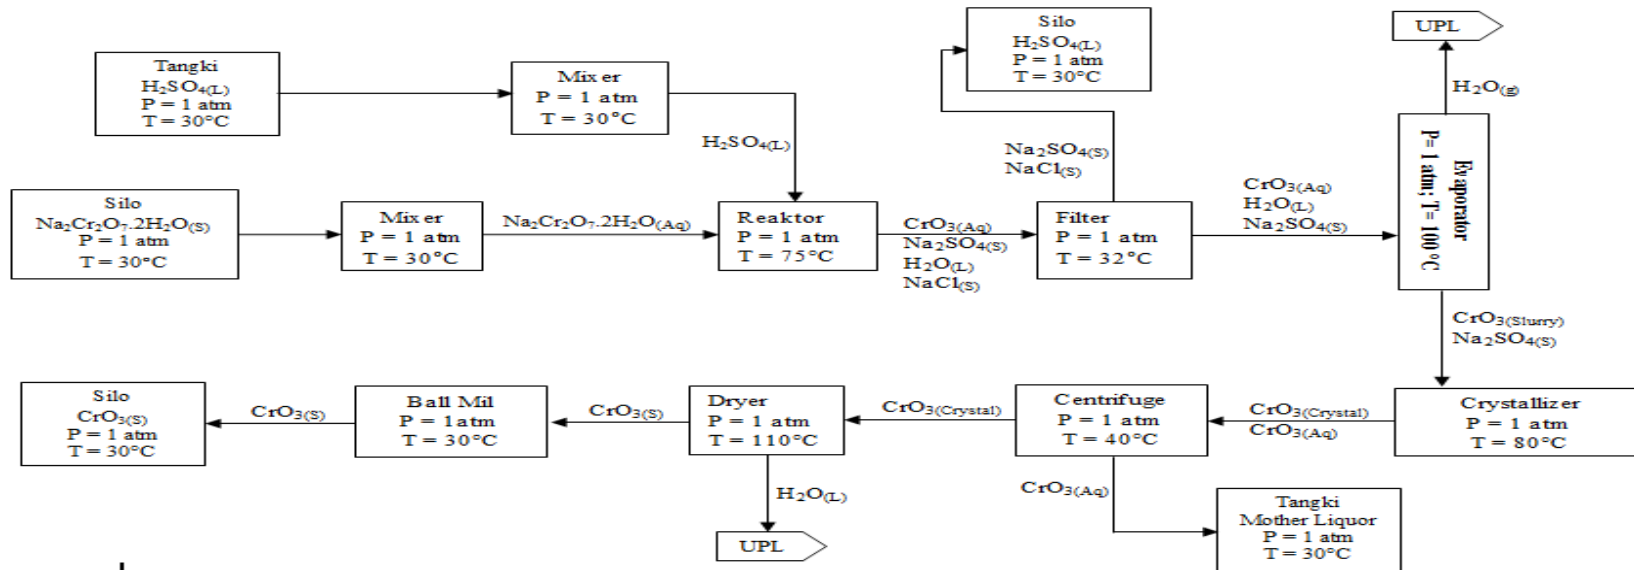 Tangki
H₂SO₄(L)
P = 1 atm
T = 30°C
Mixer
P = 1 atm
T = 30°C
Silo
H₂SO₄(L)
P = 1 atm
T = 30°C
UPL
H₂O(g)
H₂SO₄(L)
Na₂SO₄(S)
NaCl(S)
Silo
Na₂Cr₂O₇.2H₂O(S)
P = 1 atm
T = 30°C
Mixer
P = 1 atm
T = 30°C
Na₂Cr₂O₇.2H₂O(Aq)
Reaktor
P = 1 atm
T = 75°C
CrO₃(Aq)
Na₂SO₄(S)
H₂O(L)
NaCl(S)
Filter
P = 1 atm
T = 32°C
CrO₃(Aq)
H₂O(L)
Na₂SO₄(S)
Evaporator
P= 1 atm; T= 100°C
CrO₃(Slurry)
Na₂SO₄(S)
Silo
CrO₃(S)
P = 1 atm
T = 30°C
CrO₃(S)
Ball Mil
P = 1atm
T = 30°C
CrO₃(S)
Dryer
P = 1 atm
T = 110°C
CrO₃(Crystal)
Centrifuge
P = 1 atm
T = 40°C
CrO₃(Crystal)
CrO₃(Aq)
Crystallizer
P = 1 atm
T = 80°C
H₂O(L)
UPL
CrO₃(Aq)
Tangki
Mother Liquor
P = 1 atm
T = 30°C